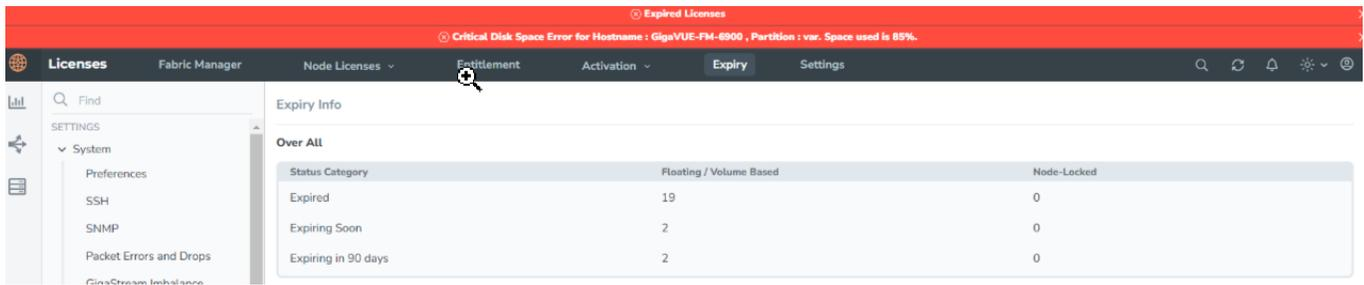 Expired Licenses
Critical Disk Space Error for Hostname : GigaVUE-FM-6900 , Partition : var. Space used is 85%.
Licenses Fabric Manager Node Licenses Entitlement Activation Expiry Settings
Find
SETTINGS
System
Preferences
SSH
SNMP
Packet Errors and Drops
GigaStream Imbalance
Expiry Info
Over All
Status Category Floating / Volume Based Node-Locked
Expired 19 0
Expiring Soon 2 0
Expiring in 90 days 2 0